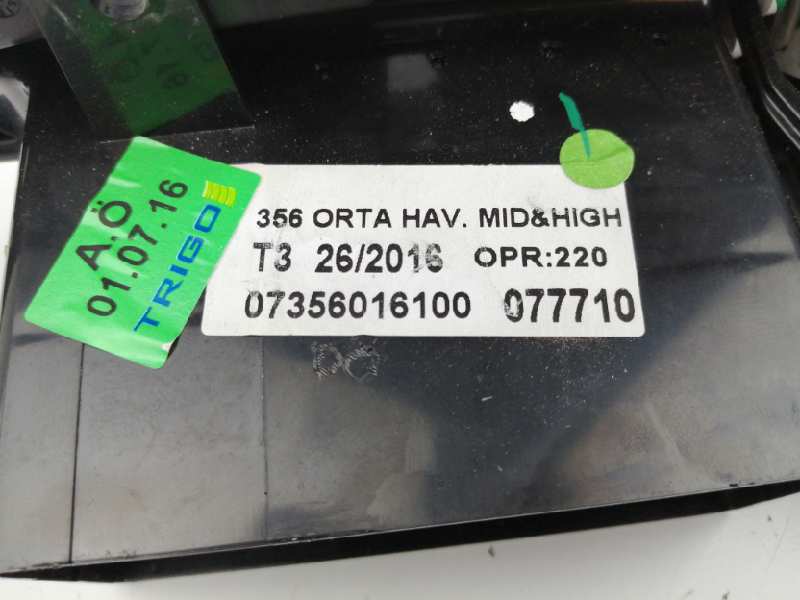 A.Ö
01.07.16
TRIGO
356 ORTA HAV. MID&HIGH
T3 26/2016 OPR:220
07356016100 077710